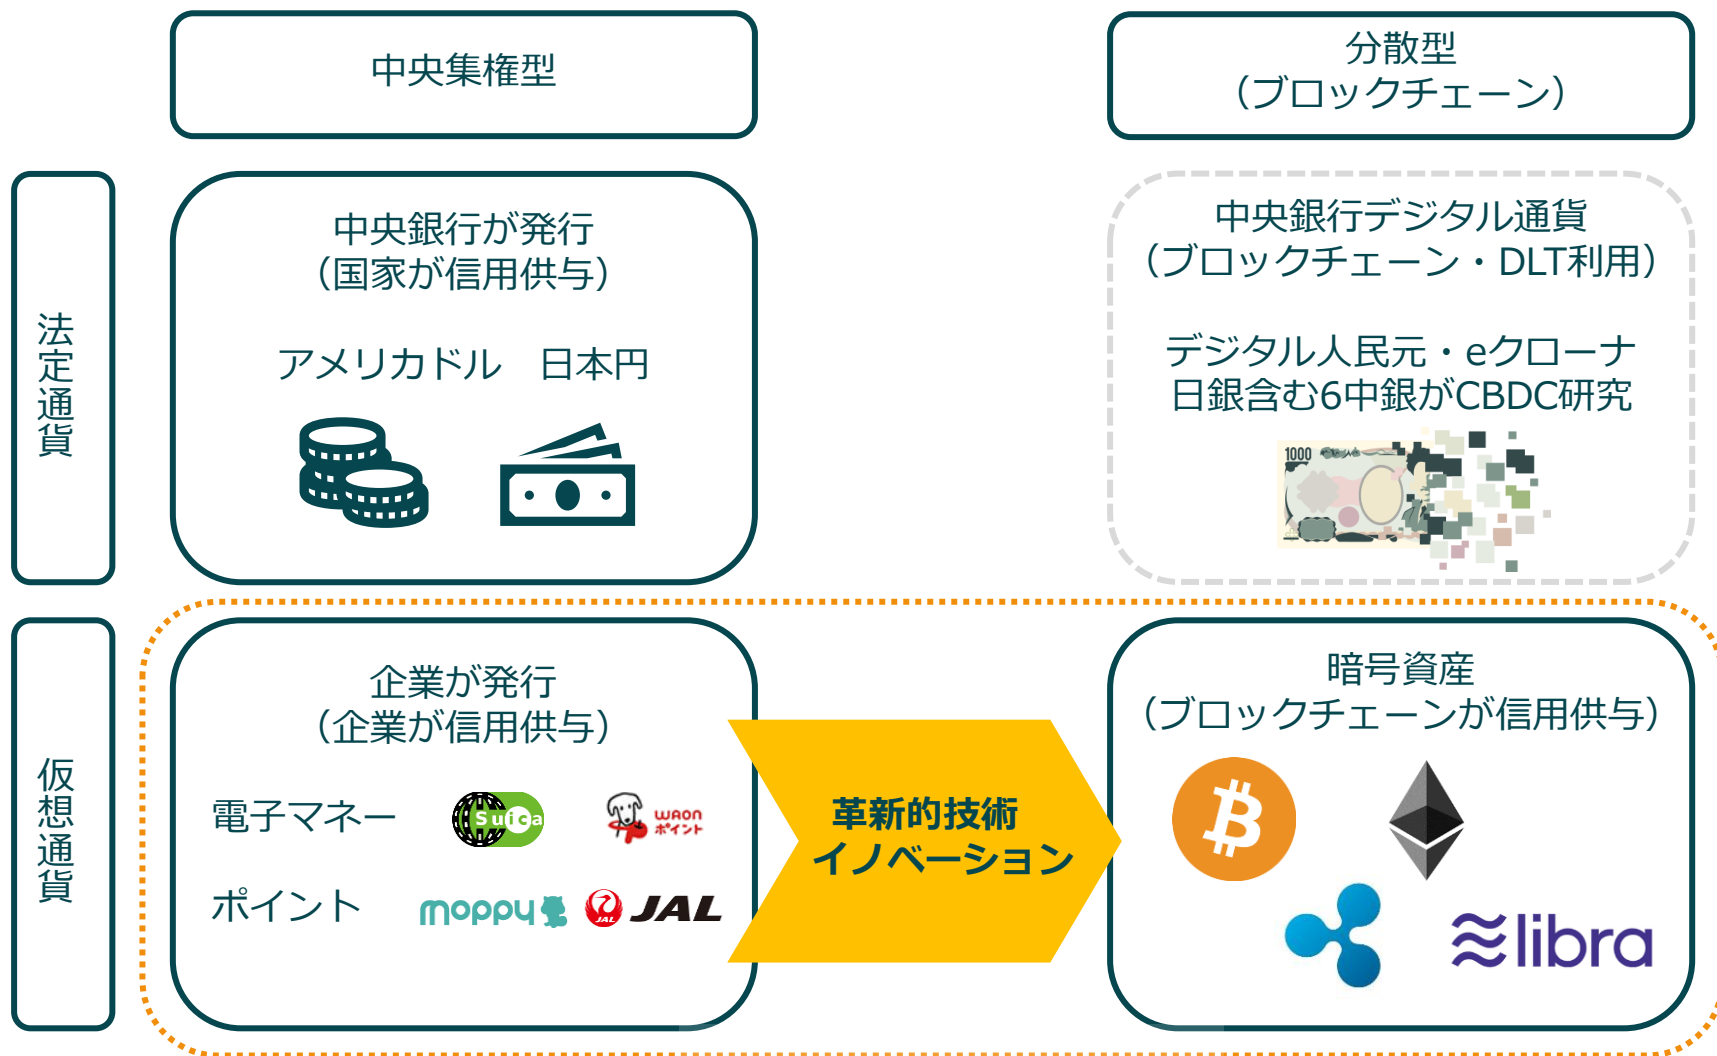 中央集権型
分散型
（ブロックチェーン）
法定通貨
中央銀行が発行
（国家が信用供与）
アメリカドル　日本円
中央銀行デジタル通貨
（ブロックチェーン・DLT利用）
デジタル人民元・eクローナ
日銀含む6中銀がCBDC研究
1000
仮想通貨
企業が発行
（企業が信用供与）
電子マネー
Suica
WAON
ポイント
ポイント
moppy
JAL
JAL
革新的技術
イノベーション
暗号資産
（ブロックチェーンが信用供与）
libra